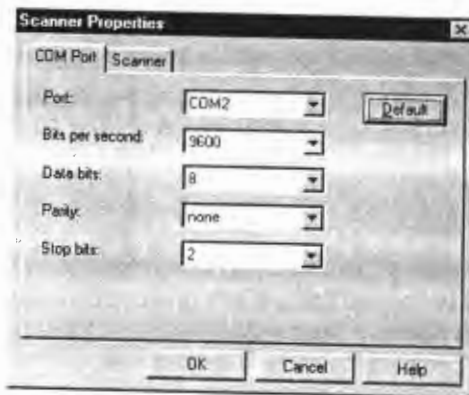 Scanner Properties
COM Port Scanner
Port: COM2 Default
Bits per second: 9600
Data bits: 8
Parity: none
Stop bits: 2
OK Cancel Help